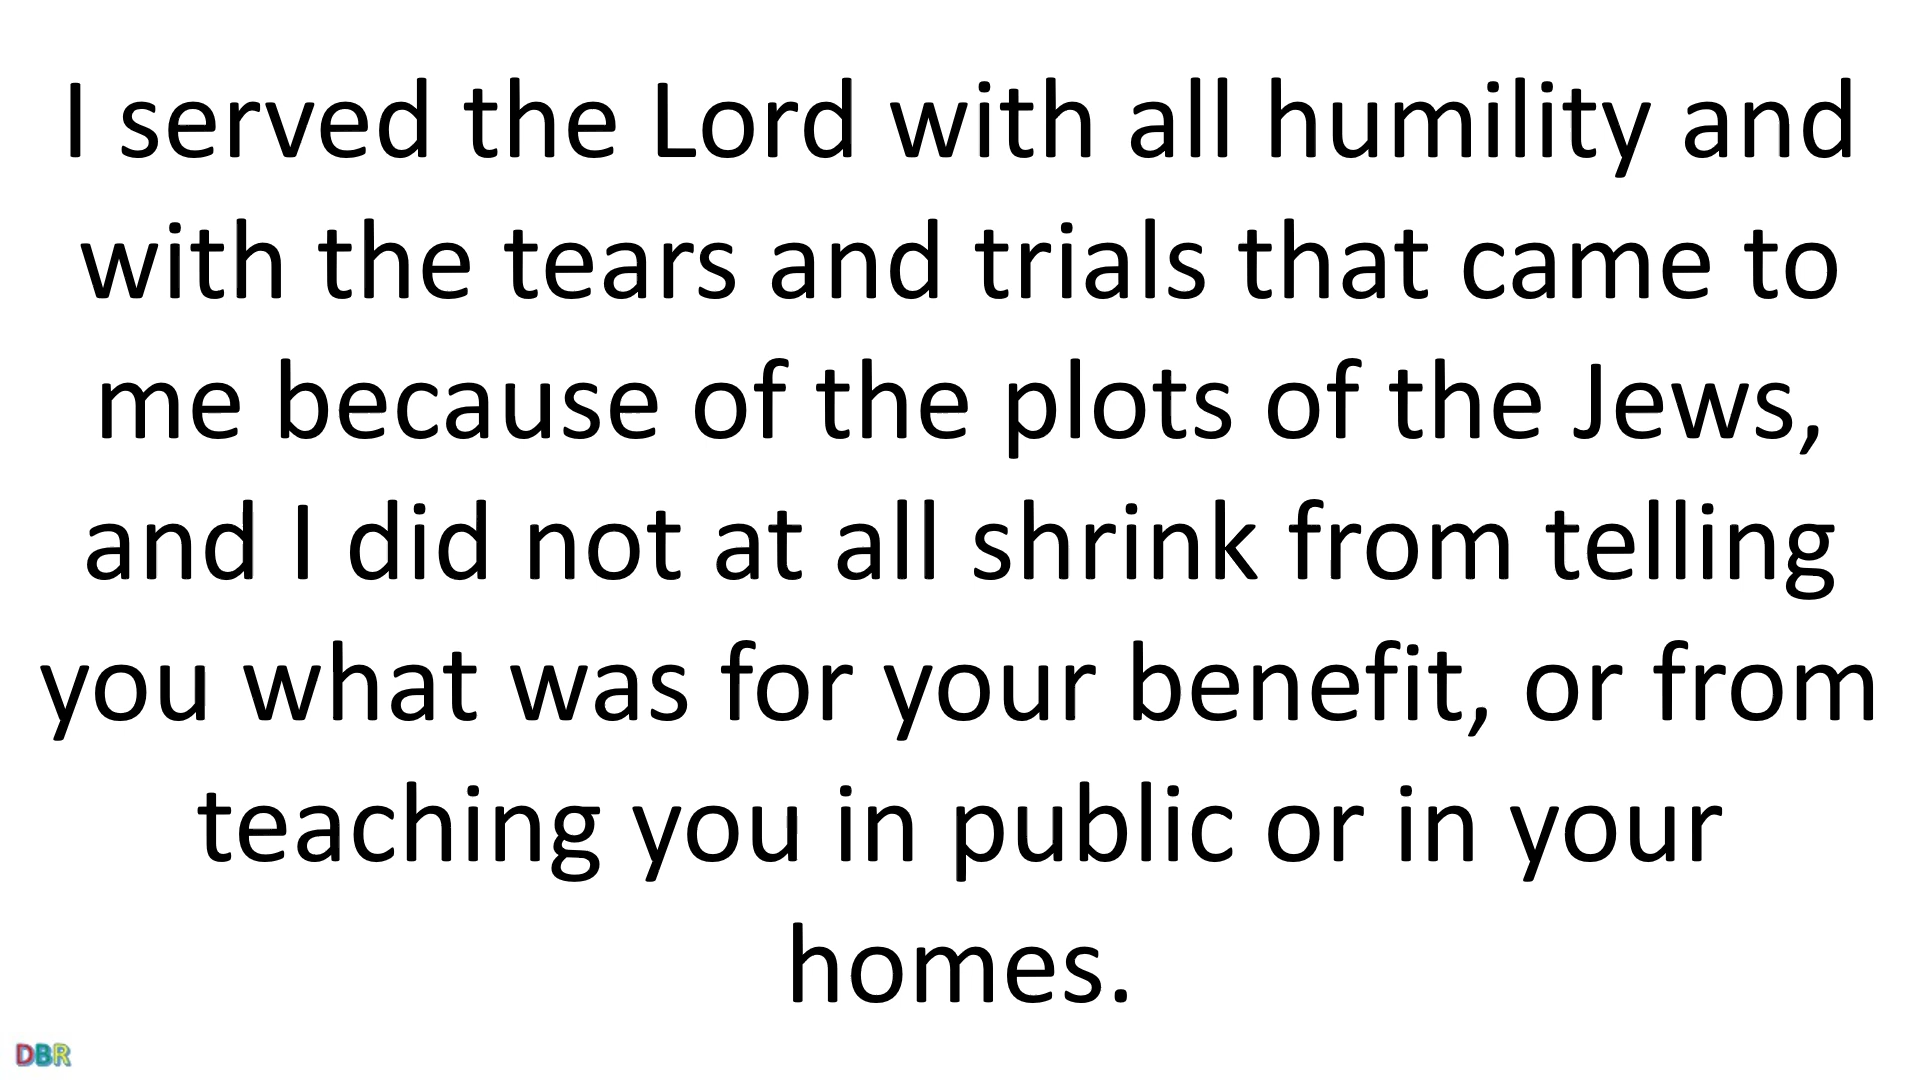 I served the Lord with all humility and
with the tears and trials that came to
me because of the plots of the Jews,
and I did not at all shrink from telling
you what was for your benefit, or from
teaching you in public or in your
homes.
DBR